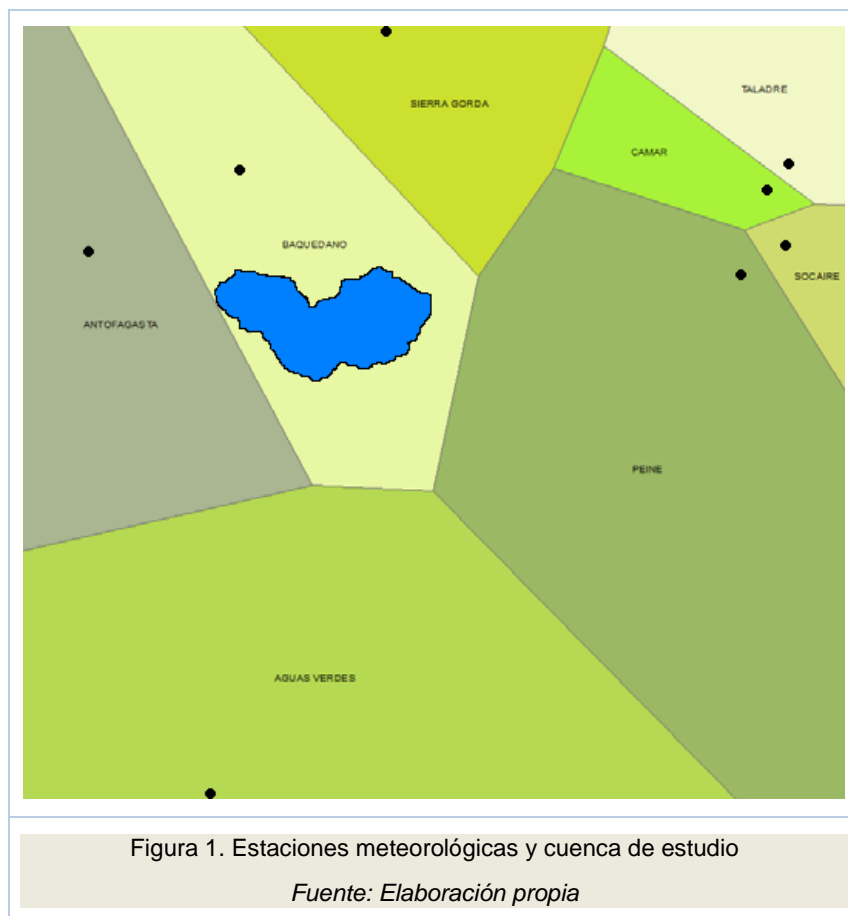 SIERRA GORDA
TALADRE
CAMAR
BAQUEDANO
SOCAIRE
ANTOFAGASTA
PEINE
AGUAS VERDES
Figura 1. Estaciones meteorológicas y cuenca de estudio
Fuente: Elaboración propia